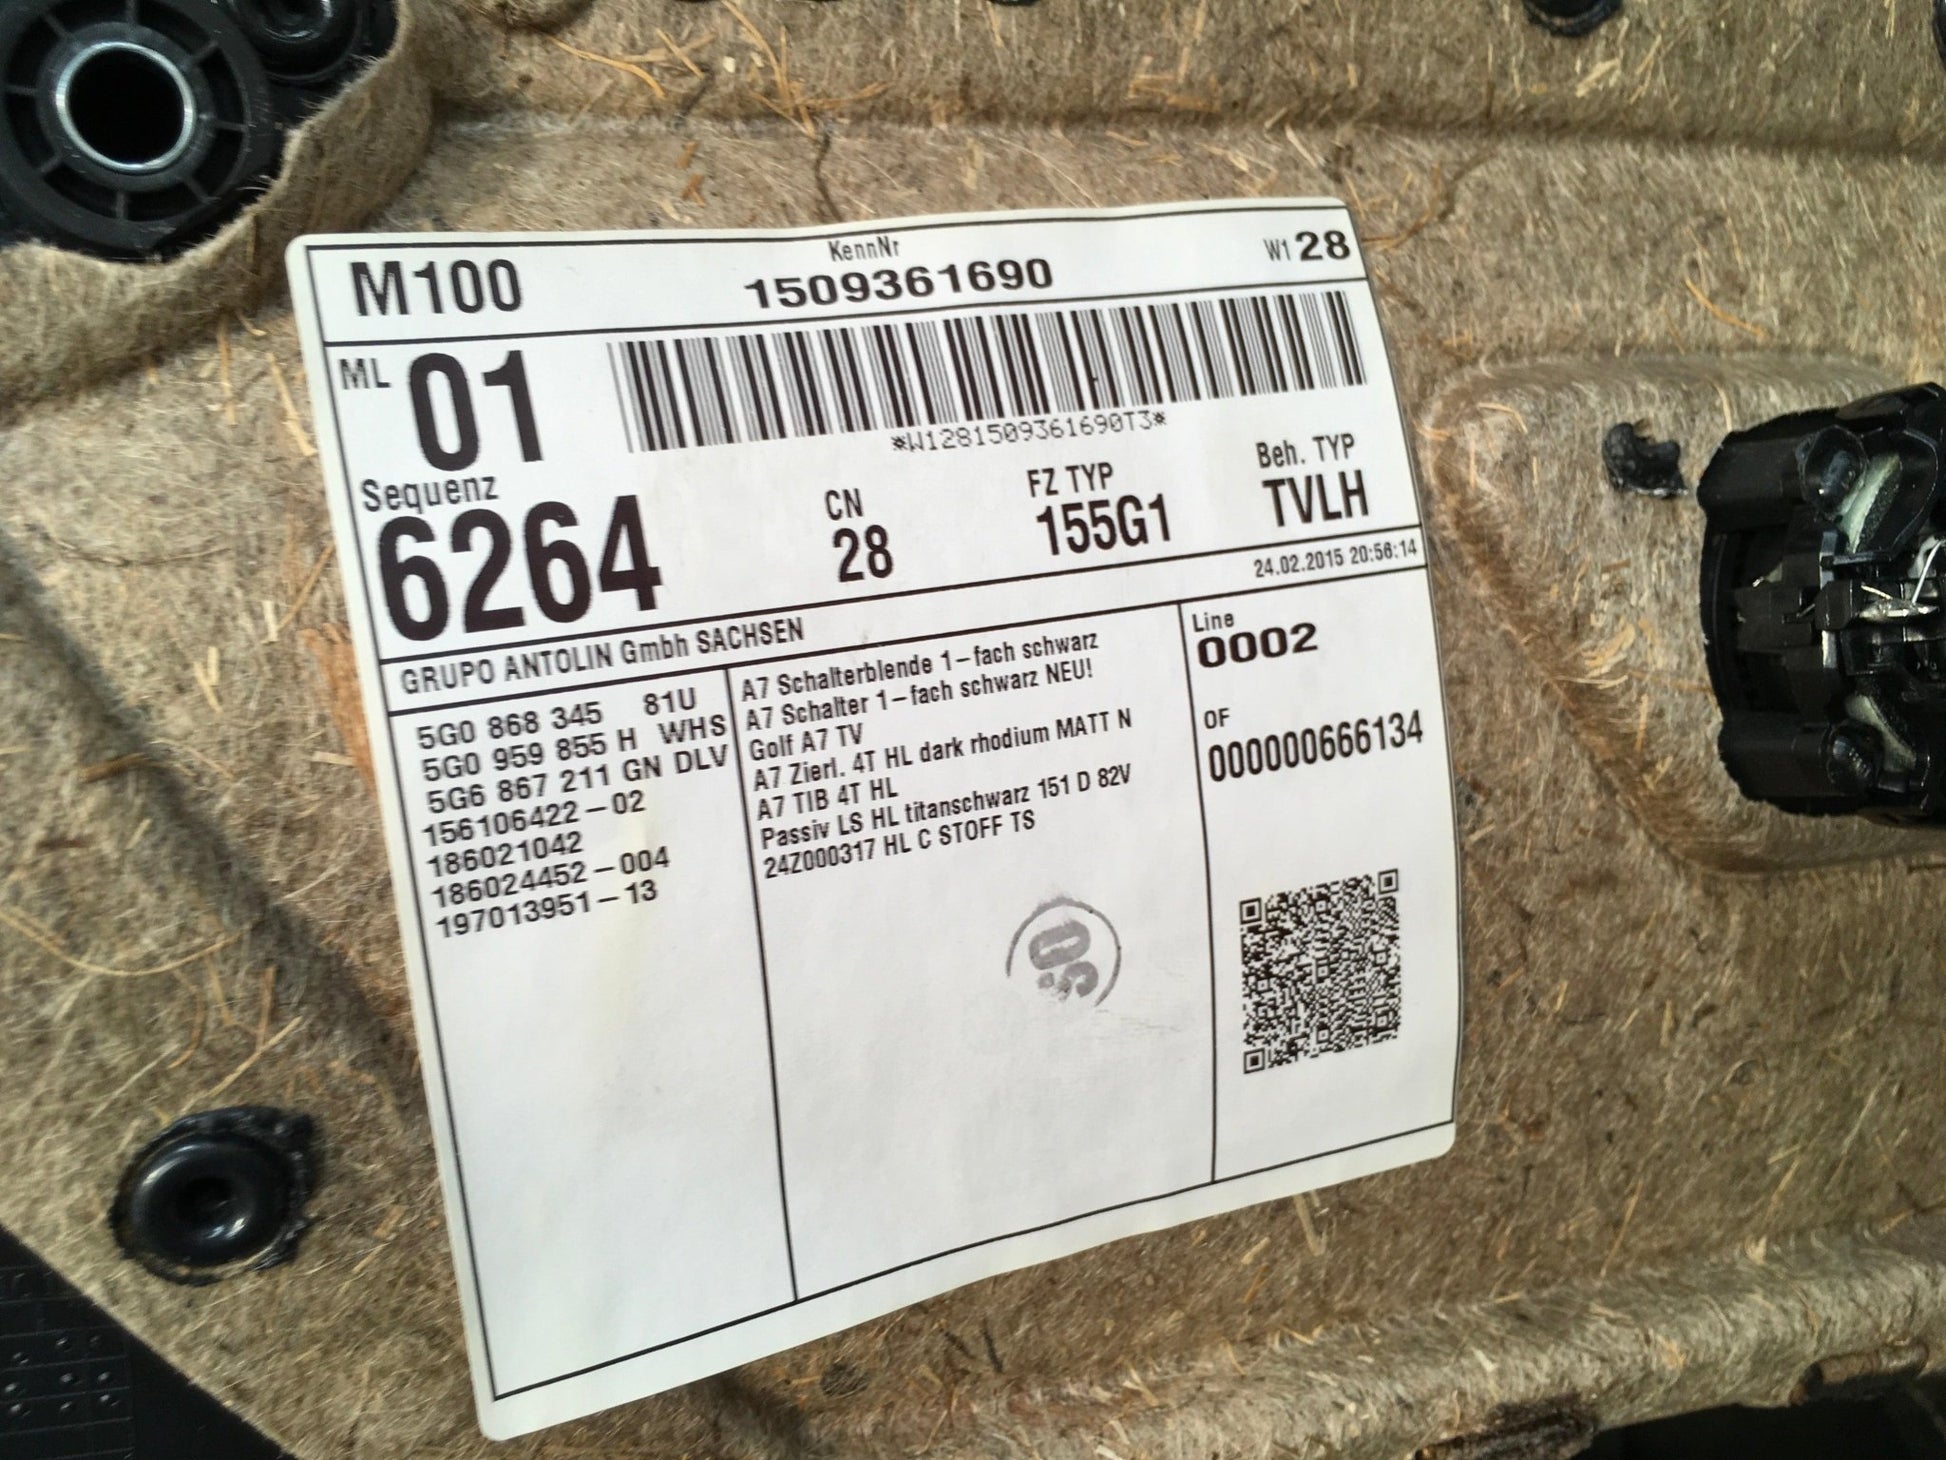 M100
KennNr
1509361690
W1 28
ML 01
*W1281509361690T3*
Sequenz
6264
CN
28
FZ TYP
155G1
Beh. TYP
TVLH
24.02.2015 20:56:14
GRUPO ANTOLIN Gmbh SACHSEN
5G0 868 345 81U
5G0 959 855 H WHS
5G6 867 211 GN DLV
156106422-02
186021042
186024452-004
197013951-13
A7 Schalterblende 1-fach schwarz
A7 Schalter 1-fach schwarz NEU!
Golf A7 TV
A7 Zierl. 4T HL dark rhodium MATT N
A7 TIB 4T HL
Passiv LS HL titanschwarz 151 D 82V
24Z000317 HL C STOFF TS
Line
0002
OF
000000666134